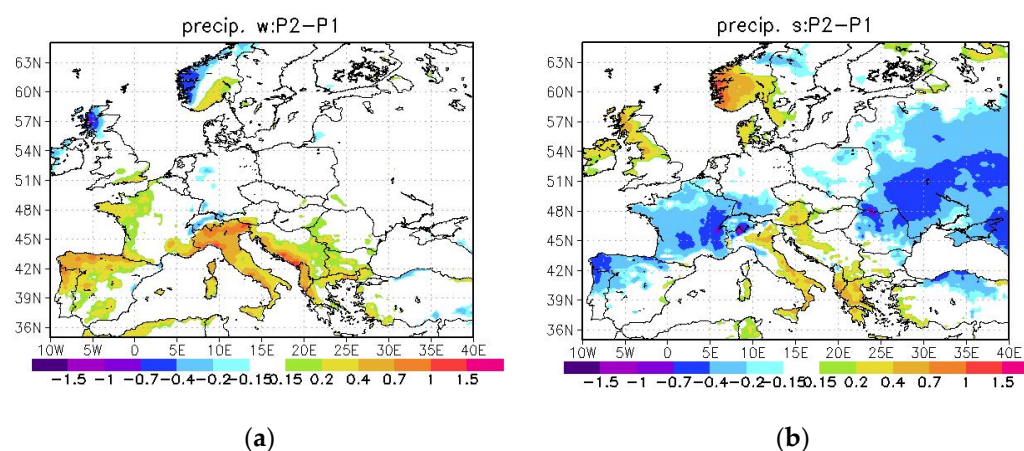 precip. w:P2−P1
63N
60N
57N
54N
51N
48N
45N
42N
39N
36N
10W 5W 0 5E 10E 15E 20E 25E 30E 35E 40E
−1.5 −1 −0.7 −0.4 −0.2 −0.15 0.15 0.2 0.4 0.7 1 1.5
(a)
precip. s:P2−P1
63N
60N
57N
54N
51N
48N
45N
42N
39N
36N
10W 5W 0 5E 10E 15E 20E 25E 30E 35E 40E
−1.5 −1 −0.7 −0.4 −0.2 −0.15 0.15 0.2 0.4 0.7 1 1.5
(b)